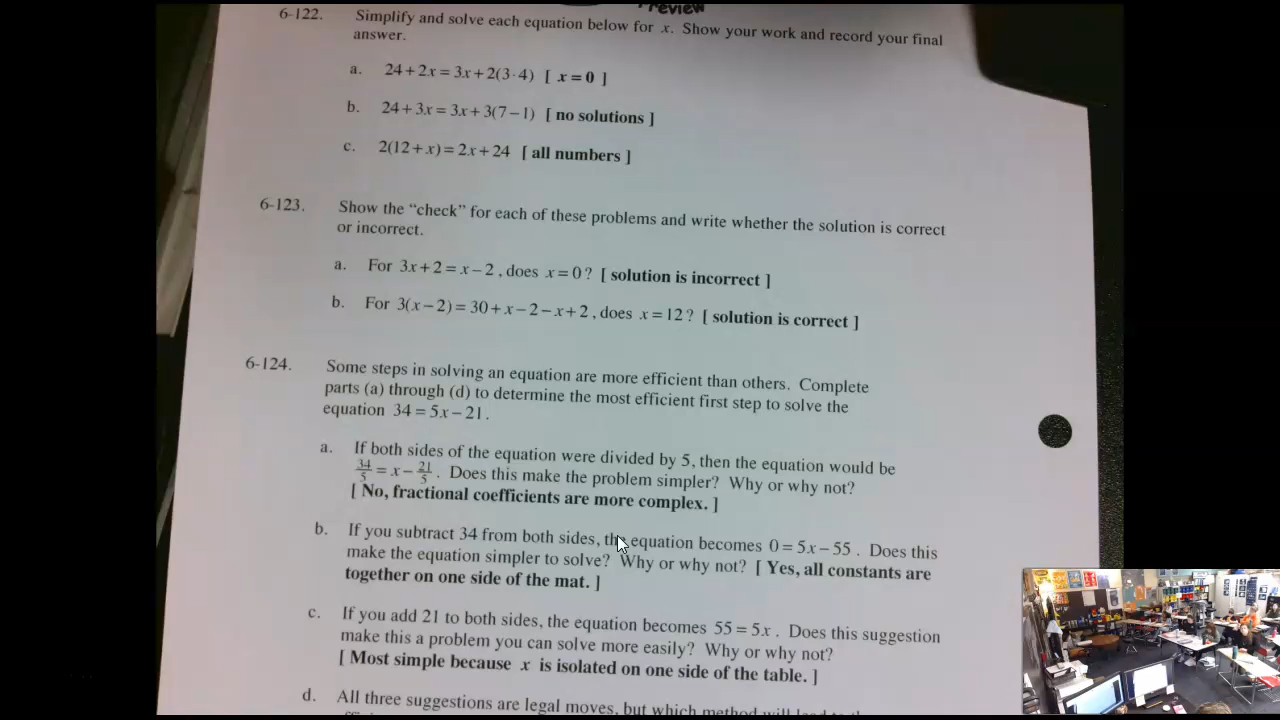 Preview
6-122. Simplify and solve each equation below for x. Show your work and record your final
answer.
a. 24+2x=3x+2(3·4) [ x=0 ]
b. 24+3x=3x+3(7−1) [ no solutions ]
c. 2(12+x)=2x+24 [ all numbers ]
6-123. Show the “check” for each of these problems and write whether the solution is correct
or incorrect.
a. For 3x+2=x−2, does x=0? [ solution is incorrect ]
b. For 3(x−2)=30+x−2−x+2, does x=12? [ solution is correct ]
6-124. Some steps in solving an equation are more efficient than others. Complete
parts (a) through (d) to determine the most efficient first step to solve the
equation 34=5x−21.
a. If both sides of the equation were divided by 5, then the equation would be
34/5=x−21/5. Does this make the problem simpler? Why or why not?
[ No, fractional coefficients are more complex. ]
b. If you subtract 34 from both sides, the equation becomes 0=5x−55. Does this
make the equation simpler to solve? Why or why not? [ Yes, all constants are
together on one side of the mat. ]
c. If you add 21 to both sides, the equation becomes 55=5x. Does this suggestion
make this a problem you can solve more easily? Why or why not?
[ Most simple because x is isolated on one side of the table. ]
d. All three suggestions are legal moves, but which method will